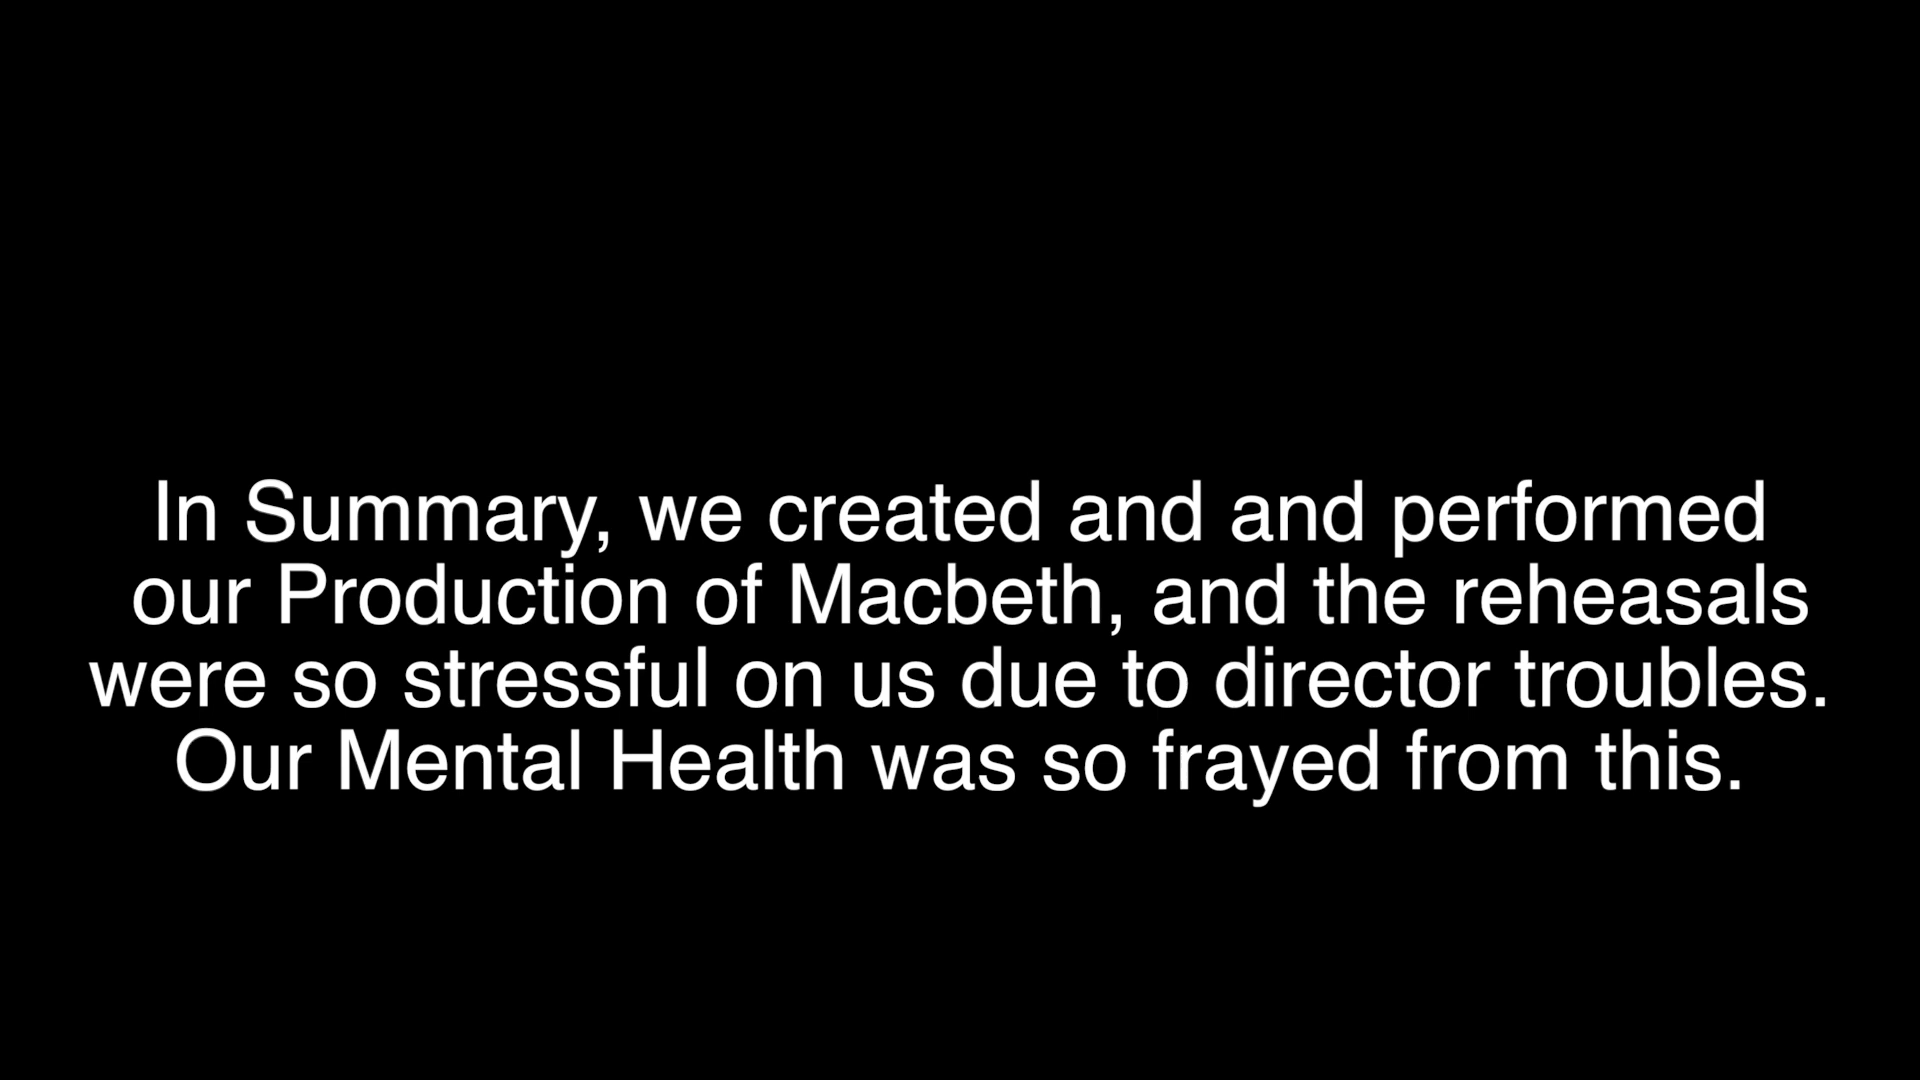 In Summary, we created and and performed
our Production of Macbeth, and the reheasals
were so stressful on us due to director troubles.
Our Mental Health was so frayed from this.